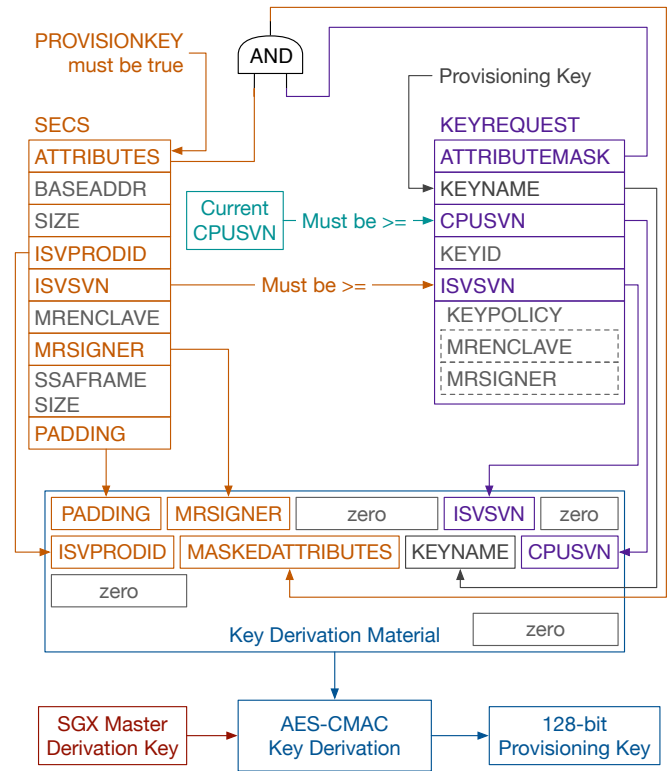 PROVISIONKEY
must be true
AND
Provisioning Key
SECS
KEYREQUEST
ATTRIBUTES
ATTRIBUTEMASK
BASEADDR
KEYNAME
SIZE
Current
CPUSVN
Must be >=
CPUSVN
ISVPRODID
KEYID
ISVSVN
Must be >=
ISVSVN
MRENCLAVE
KEYPOLICY
MRSIGNER
MRENCLAVE
SSAFRAME
SIZE
MRSIGNER
PADDING
PADDING
MRSIGNER
zero
ISVSVN
zero
ISVPRODID
MASKEDATTRIBUTES
KEYNAME
CPUSVN
zero
zero
Key Derivation Material
SGX Master
Derivation Key
AES-CMAC
Key Derivation
128-bit
Provisioning Key